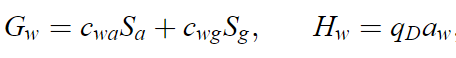 G_w = c_{wa}S_a + c_{wg}S_g,    H_w = q_D a_w,